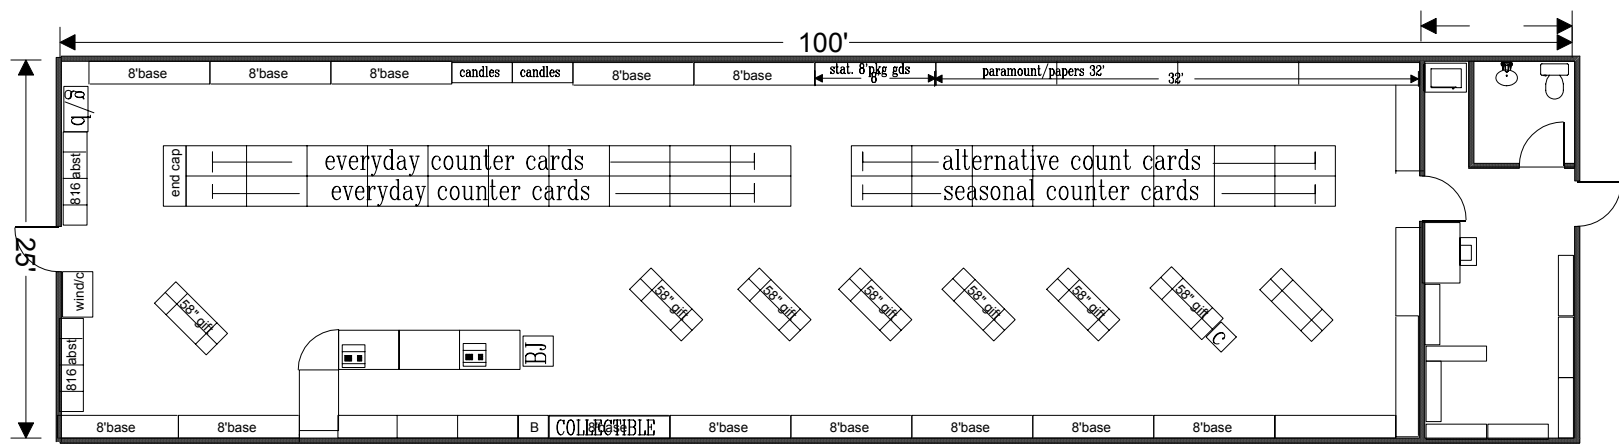 100'
8'base
8'base
8'base
candles
candles
8'base
8'base
stat. 8'pkg gds
8'
paramount/papers 32'
32'
g/b
816 abst
end cap
everyday counter cards
everyday counter cards
alternative count cards
seasonal counter cards
25'
wind/c
816 abst
58" gift
58" gift
58" gift
58" gift
58" gift
58" gift
58" gift
C
BJ
8'base
8'base
B
COLLECTIBLE
8'base
8'base
8'base
8'base
8'base